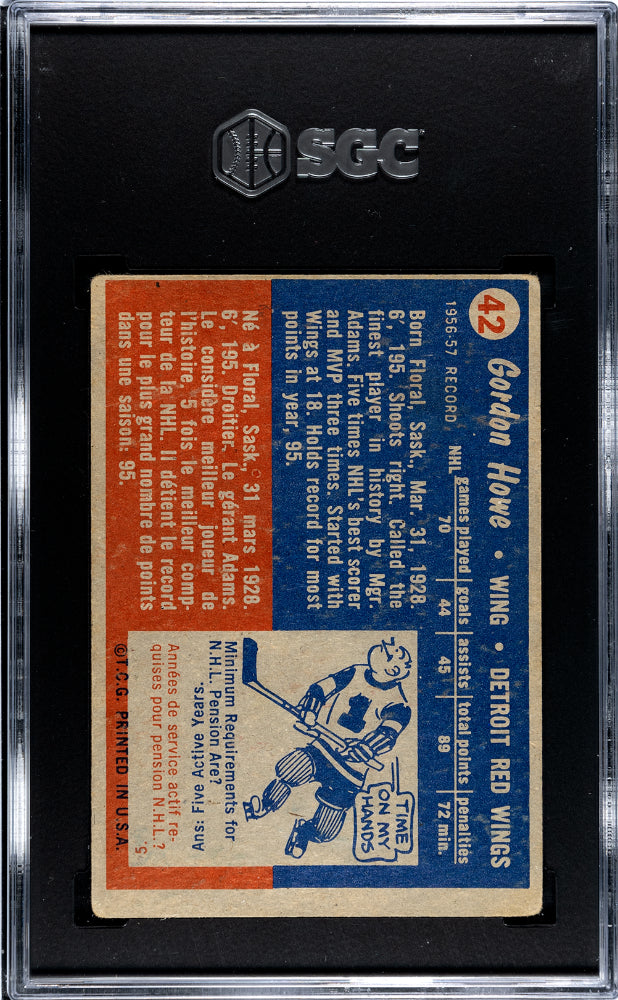 SGC
42 Gordon Howe • WING • DETROIT RED WINGS
1956-57 RECORD
games played goals assists total points penalties
NHL 70 44 45 89 72 min.
Born Floral, Sask., Mar. 31, 1928.
6', 195. Shoots right. Called the
finest player in history by Mgr.
Adams. Five times NHL's best scorer
and MVP three times. Started with
Wings at 18. Holds record for most
points in year, 95.
TIME
ON MY
HANDS
Né à Floral, Sask., 31 mars 1928.
6', 195. Droitier. Le gérant Adams.
Le considère meilleur joueur de
l'histoire. 5 fois le meilleur comp-
teur de la NHL. Il détient le record
pour le plus grand nombre de points
dans une saison: 95.
Minimum Requirements for
N.H.L. Pension Are?
Ans: Five Active Years.
Années de service actif re-
quises pour pension N.H.L.?
5.
©T.C.G. PRINTED IN U.S.A.